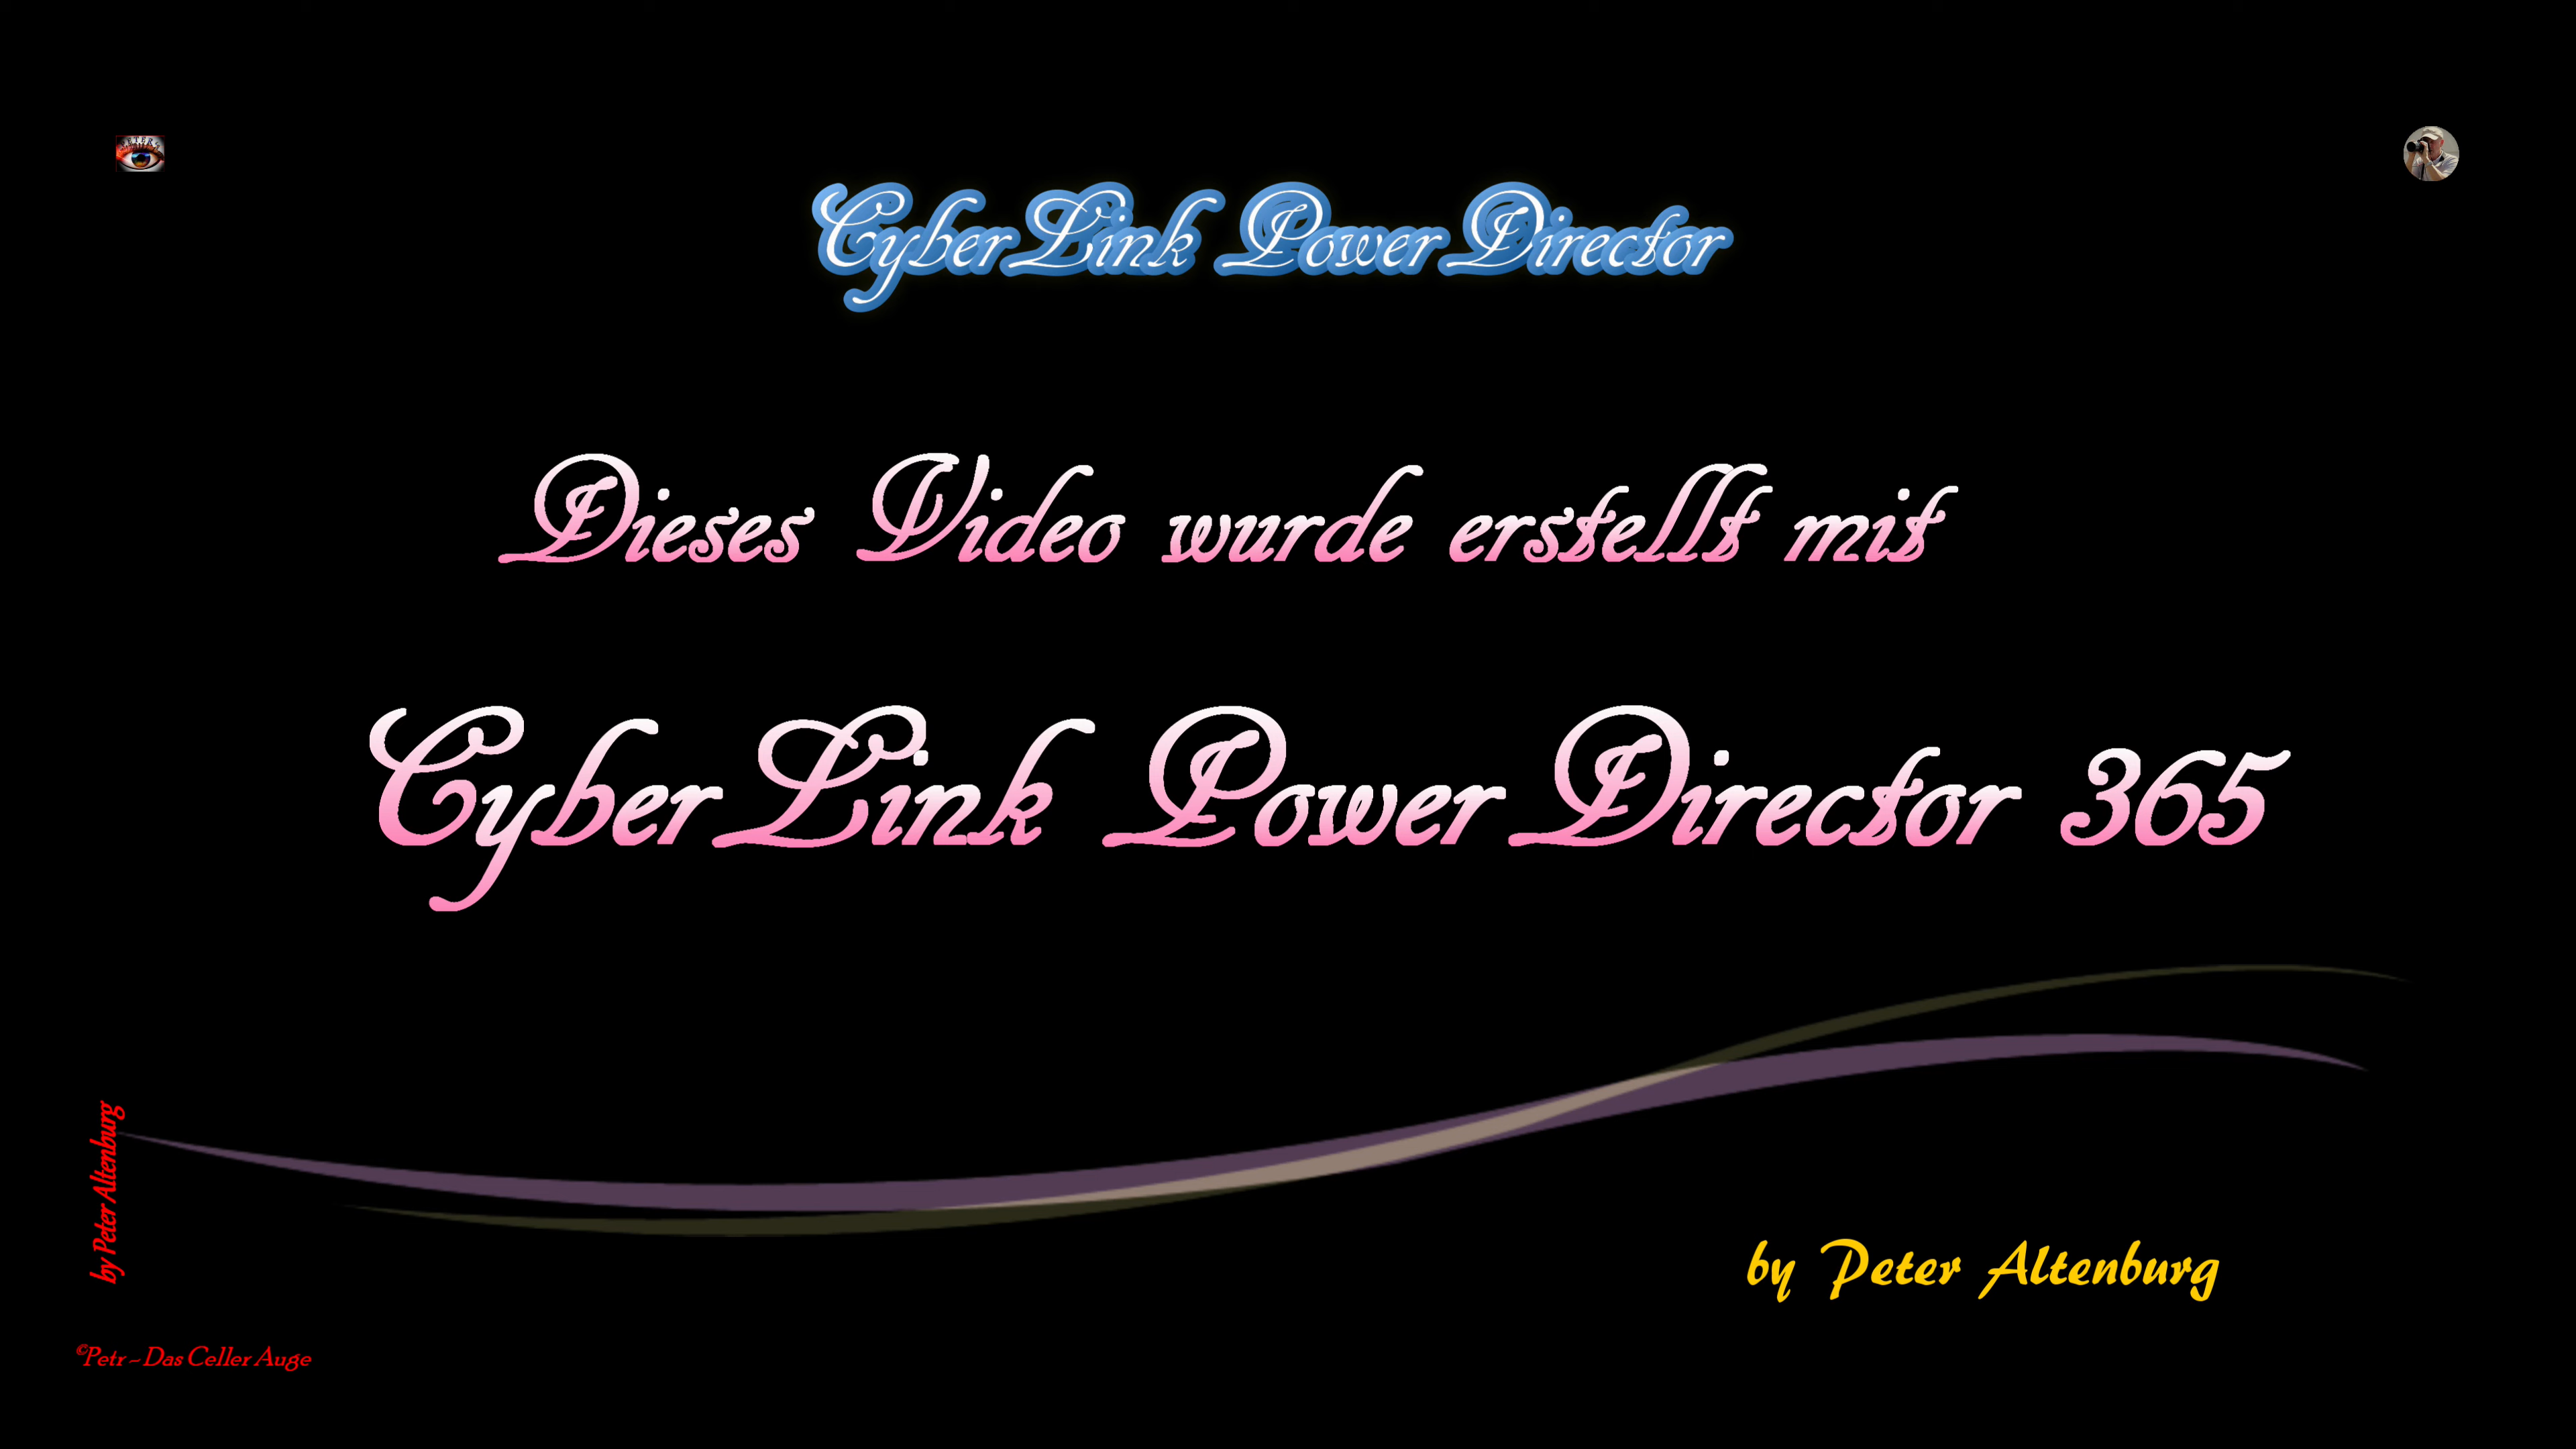 CyberLink PowerDirector
Dieses Video wurde erstellt mit
CyberLink PowerDirector 365
by Peter Altenburg
by Peter Altenburg
©Petr - Das Celler Auge